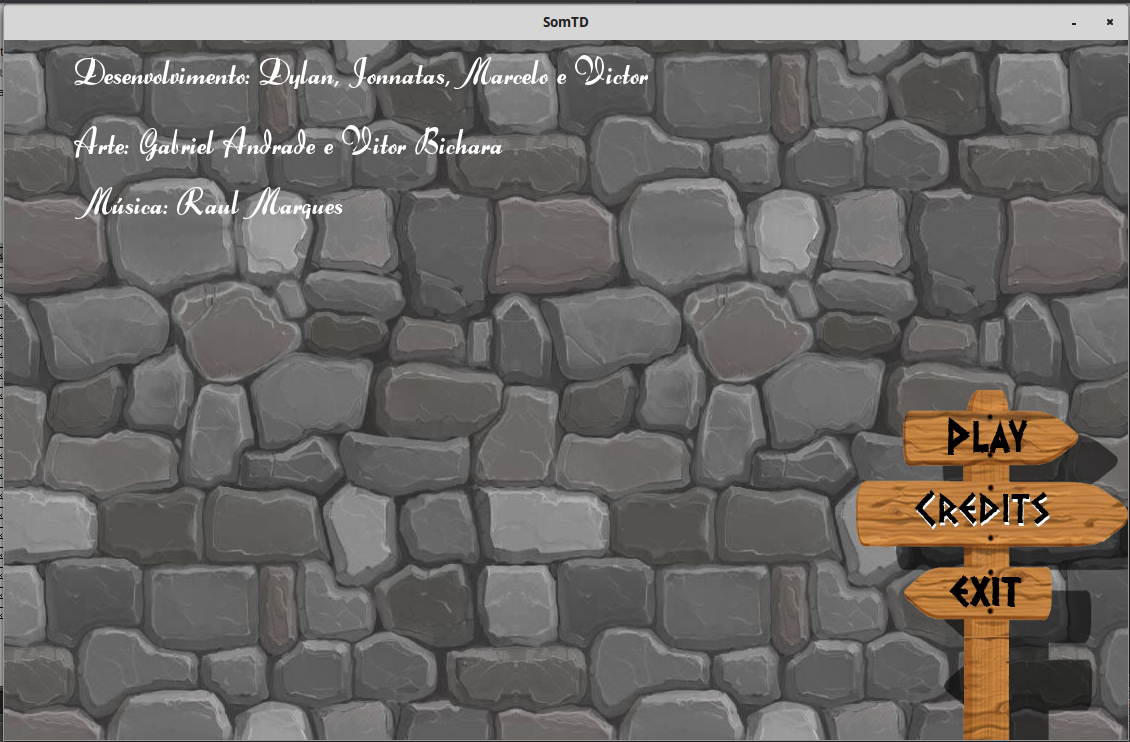 SomTD
Desenvolvimento: Dylan, Jonnatas, Marcelo e Victor
Arte: Gabriel Andrade e Vitor Bichara
Música: Raul Marques
PLAY
CREDITS
EXIT